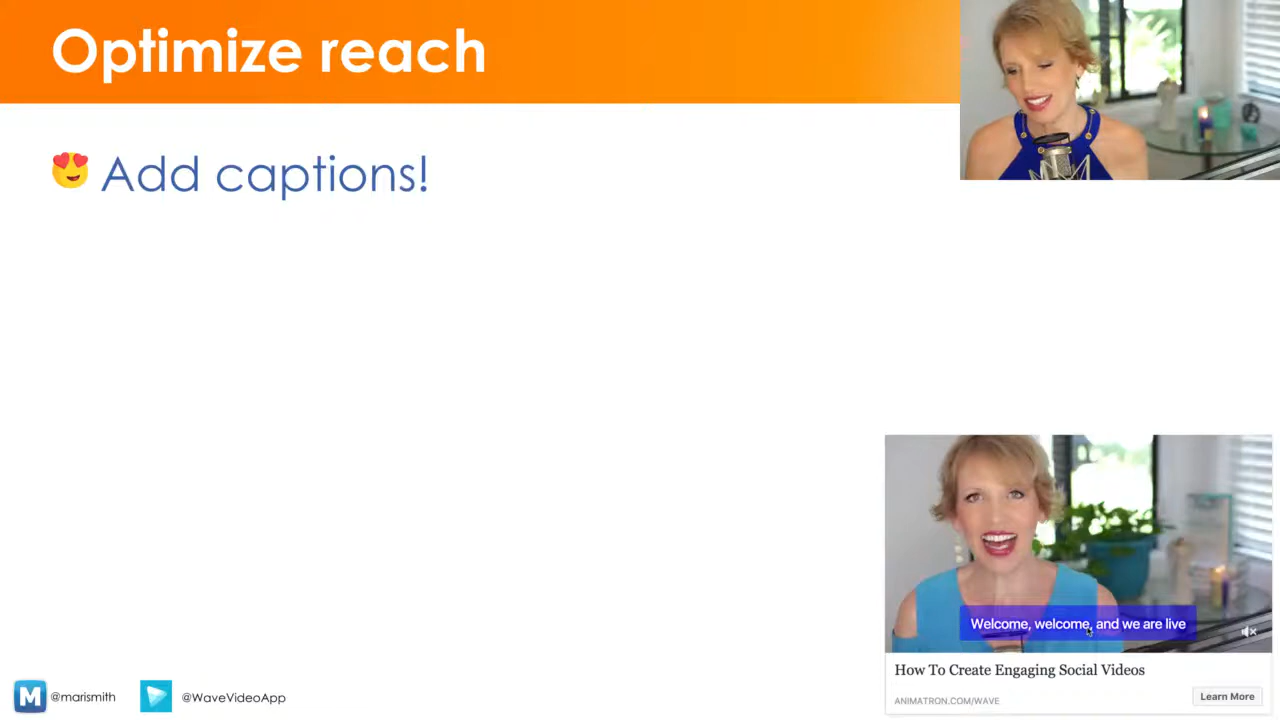 Optimize reach
😍 Add captions!
Welcome, welcome, and we are live
How To Create Engaging Social Videos
ANIMATRON.COM/WAVE
Learn More
M @marismith
@WaveVideoApp